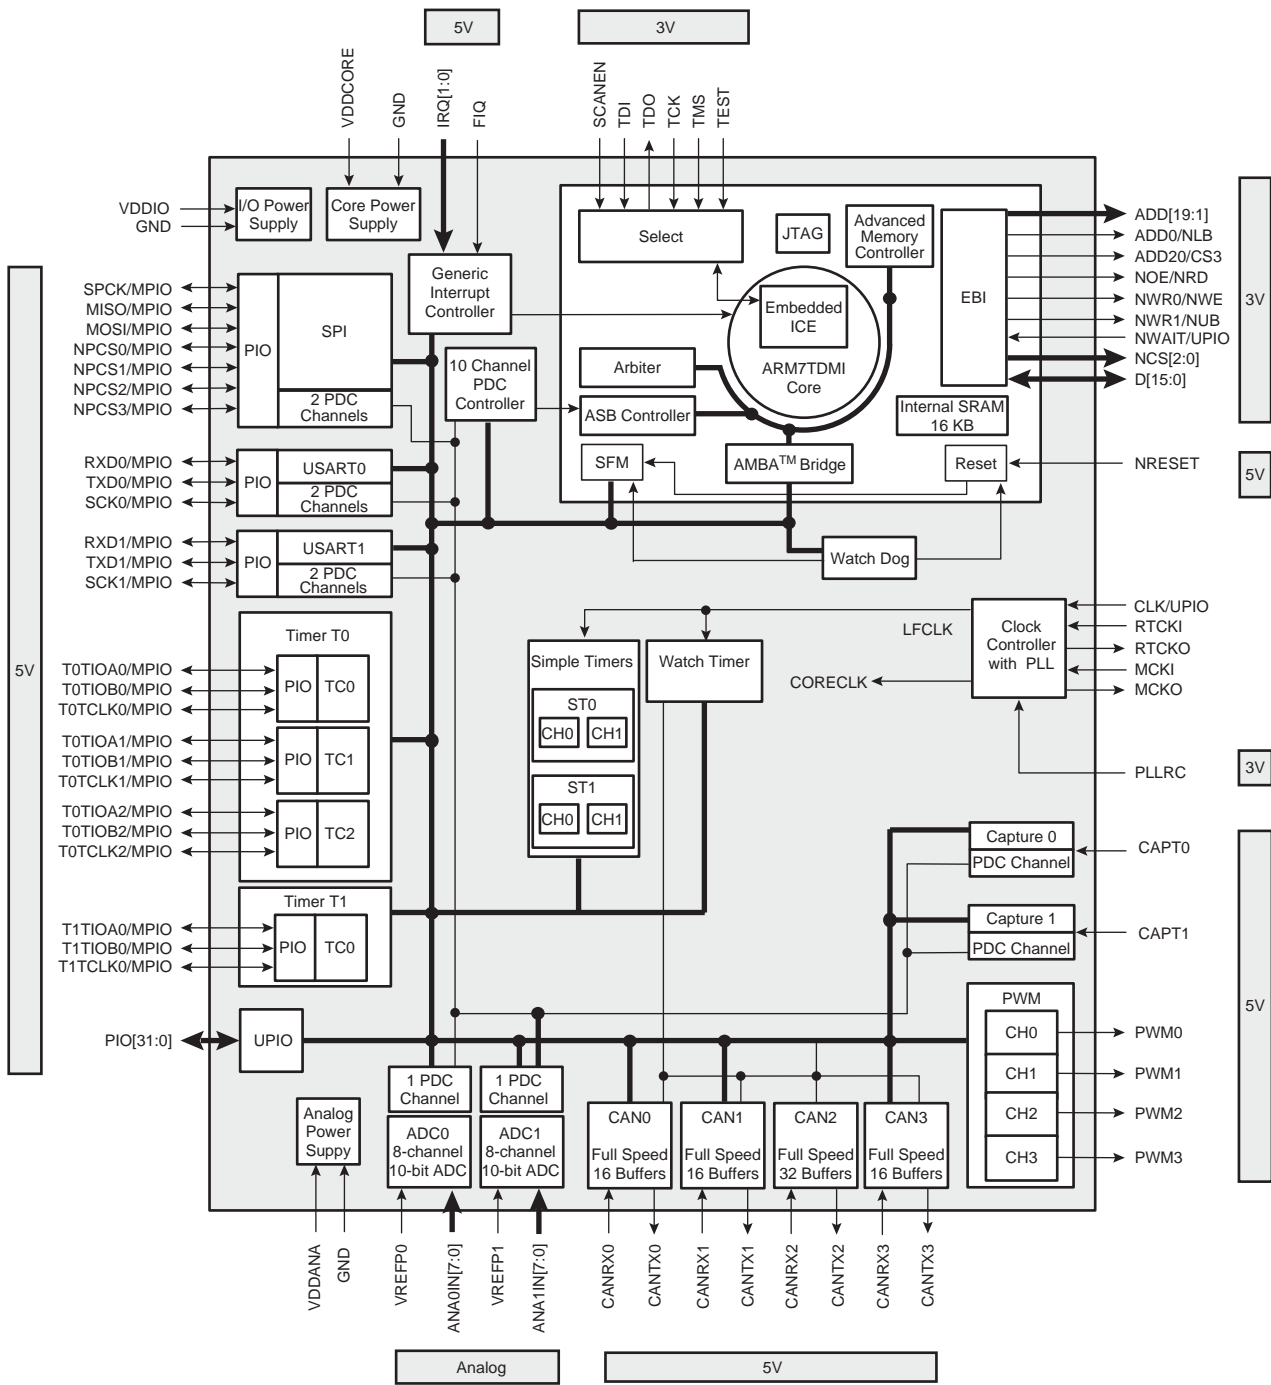 5V
3V
VDDCORE
GND
IRQ[1:0]
FIQ
SCANEN
TDI
TDO
TCK
TMS
TEST
VDDIO
GND
I/O Power
Supply
Core Power
Supply
Select
JTAG
Advanced
Memory
Controller
EBI
ADD[19:1]
ADD0/NLB
ADD20/CS3
NOE/NRD
NWR0/NWE
NWR1/NUB
NWAIT/UPIO
NCS[2:0]
D[15:0]
3V
Generic
Interrupt
Controller
Embedded
ICE
ARM7TDMI
Core
SPCK/MPIO
MISO/MPIO
MOSI/MPIO
NPCS0/MPIO
NPCS1/MPIO
NPCS2/MPIO
NPCS3/MPIO
PIO
SPI
2 PDC
Channels
10 Channel
PDC
Controller
Arbiter
ASB Controller
Internal SRAM
16 KB
SFM
AMBA™ Bridge
Reset
NRESET
5V
RXD0/MPIO
TXD0/MPIO
SCK0/MPIO
PIO
USART0
2 PDC
Channels
RXD1/MPIO
TXD1/MPIO
SCK1/MPIO
PIO
USART1
2 PDC
Channels
Watch Dog
5V
Timer T0
T0TIOA0/MPIO
T0TIOB0/MPIO
T0TCLK0/MPIO
PIO
TC0
T0TIOA1/MPIO
T0TIOB1/MPIO
T0TCLK1/MPIO
PIO
TC1
T0TIOA2/MPIO
T0TIOB2/MPIO
T0TCLK2/MPIO
PIO
TC2
Simple Timers
ST0
CH0
CH1
ST1
CH0
CH1
Watch Timer
LFCLK
CORECLK
Clock
Controller
with PLL
CLK/UPIO
RTCKI
RTCKO
MCKI
MCKO
PLLRC
3V
Timer T1
T1TIOA0/MPIO
T1TIOB0/MPIO
T1TCLK0/MPIO
PIO
TC0
Capture 0
PDC Channel
CAPT0
Capture 1
PDC Channel
CAPT1
5V
PIO[31:0]
UPIO
PWM
CH0
CH1
CH2
CH3
PWM0
PWM1
PWM2
PWM3
Analog
Power
Suppy
1 PDC
Channel
ADC0
8-channel
10-bit ADC
1 PDC
Channel
ADC1
8-channel
10-bit ADC
CAN0
Full Speed
16 Buffers
CAN1
Full Speed
16 Buffers
CAN2
Full Speed
32 Buffers
CAN3
Full Speed
16 Buffers
VDDANA
GND
VREFP0
ANA0IN[7:0]
VREFP1
ANA1IN[7:0]
CANRX0
CANTX0
CANRX1
CANTX1
CANRX2
CANTX2
CANRX3
CANTX3
Analog
5V